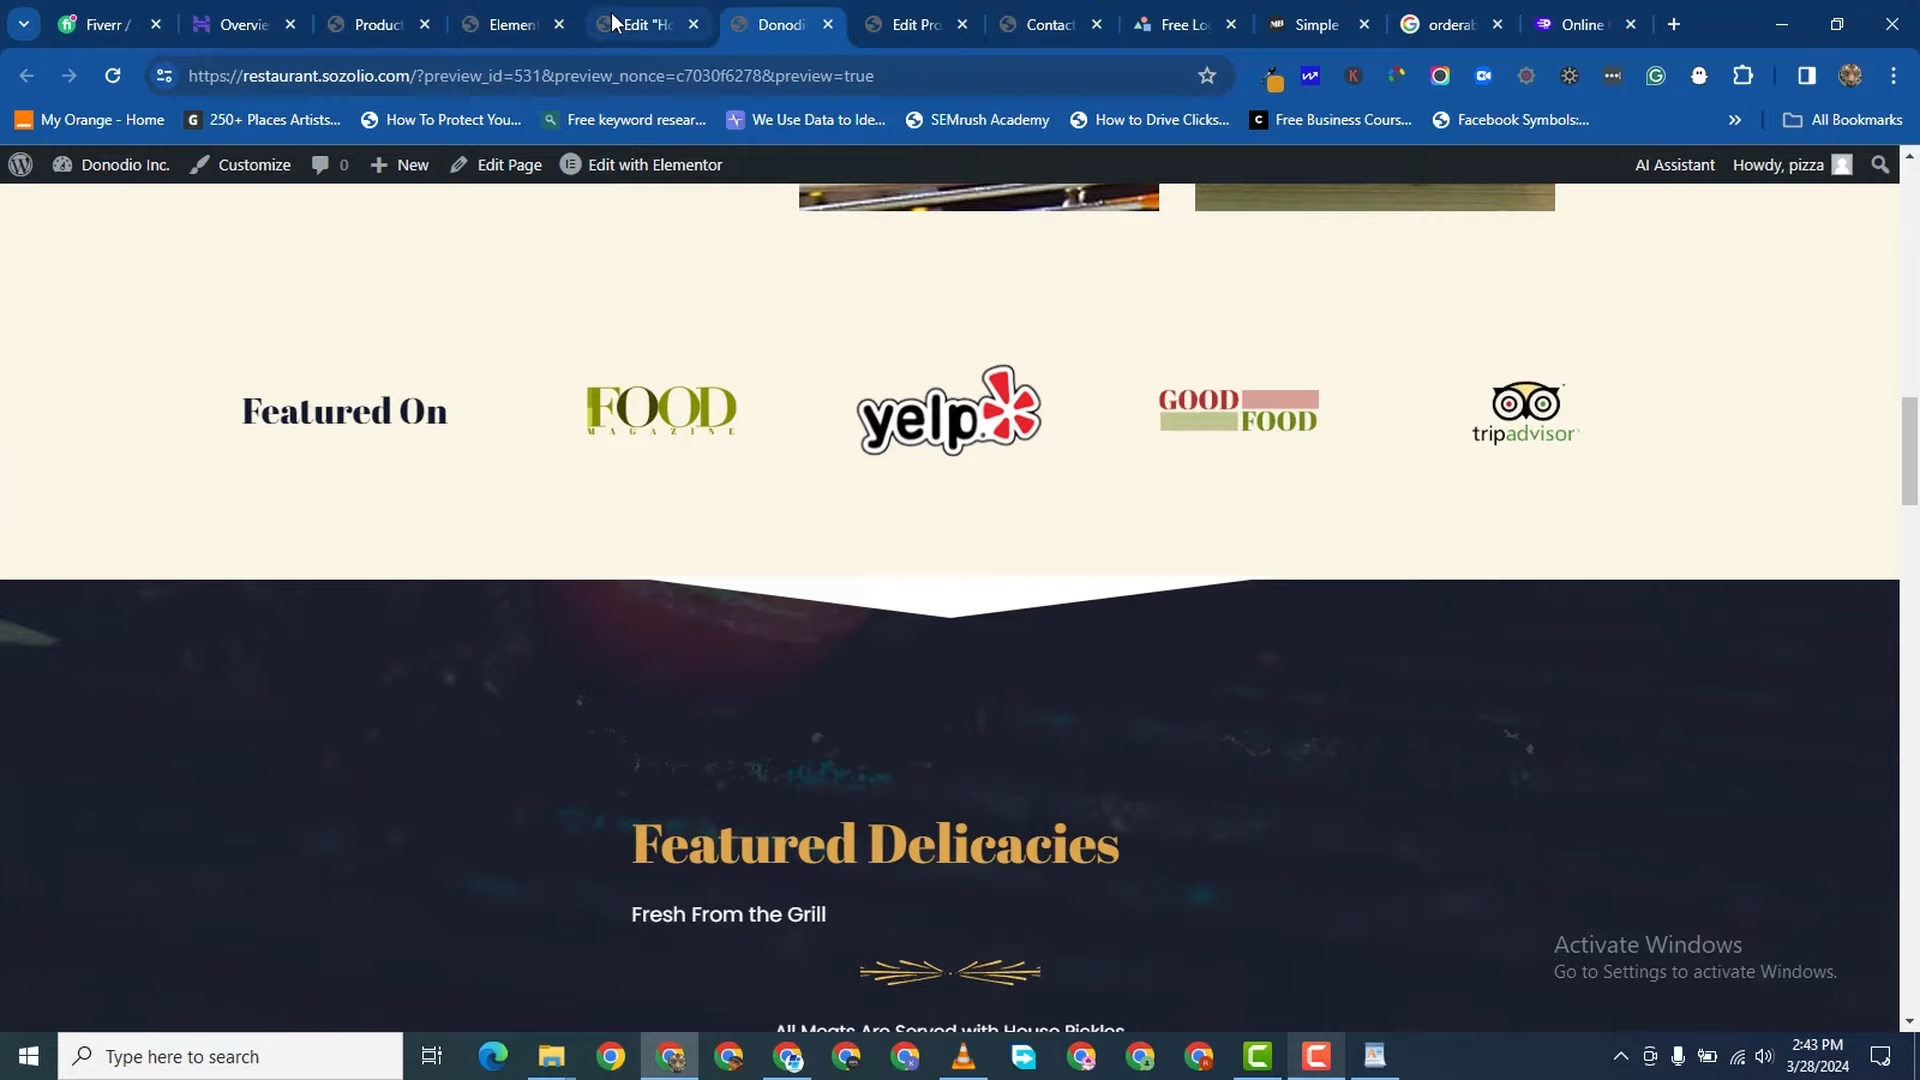 Fiverr /
Overvie
Product
Element
Edit "Ho
Donodi
Edit Pro
Contact
Free Lo
Simple
ordera
Online
https://restaurant.sozolio.com/?preview_id=531&preview_nonce=c7030f6278&preview=true
My Orange - Home
250+ Places Artists...
How To Protect You...
Free keyword resear...
We Use Data to Ide...
SEMrush Academy
How to Drive Clicks...
Free Business Cours...
Facebook Symbols:...
All Bookmarks
Donodio Inc.
Customize
0
New
Edit Page
Edit with Elementor
AI Assistant
Howdy, pizza
Featured On
FOOD
MAGAZINE
yelp
GOOD
FOOD
tripadvisor
Featured Delicacies
Fresh From the Grill
All Meats Are Served with House Pickles
Activate Windows
Go to Settings to activate Windows.
Type here to search
2:43 PM
3/28/2024